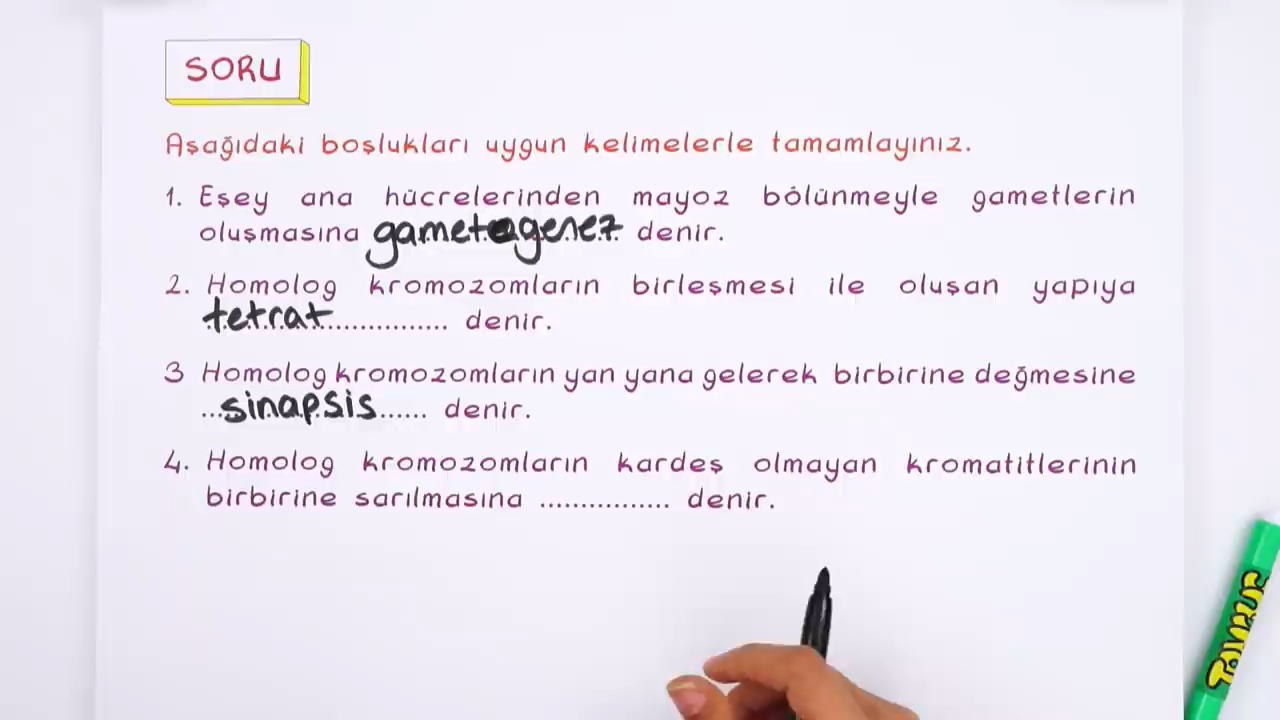 SORU
Aşağıdaki boşlukları uygun kelimelerle tamamlayınız.
1. Eşey ana hücrelerinden mayoz bölünmeyle gametlerin
oluşmasına gametogenez denir.
2. Homolog kromozomların birleşmesi ile oluşan yapıya
tetrat.................. denir.
3 Homolog kromozomların yan yana gelerek birbirine değmesine
...sinapsis...... denir.
4. Homolog kromozomların kardeş olmayan kromatitlerinin
birbirine sarılmasına ................ denir.